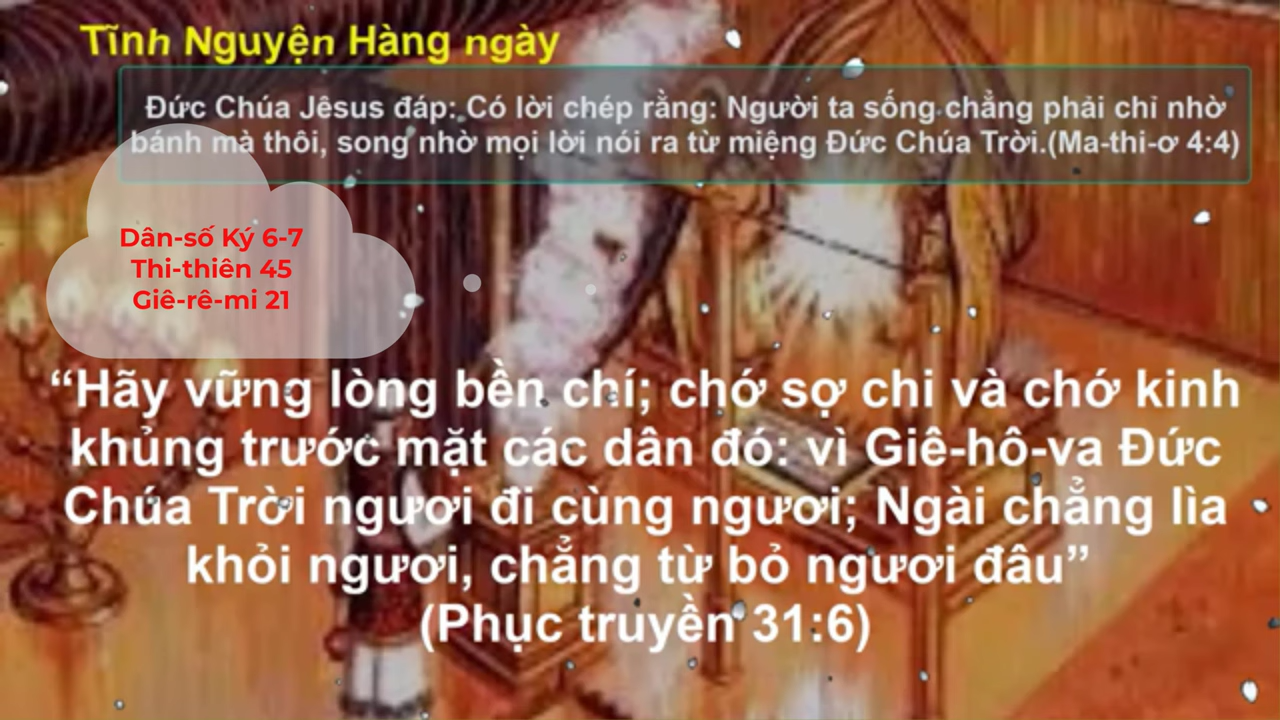 Tĩnh Nguyện Hàng ngày
Đức Chúa Jêsus đáp: Có lời chép rằng: Người ta sống chẳng phải chỉ nhờ
bánh mà thôi, song nhờ mọi lời nói ra từ miệng Đức Chúa Trời.(Ma-thi-ơ 4:4)
Dân-số Ký 6-7
Thi-thiên 45
Giê-rê-mi 21
“Hãy vững lòng bền chí; chớ sợ chi và chớ kinh
khủng trước mặt các dân đó: vì Giê-hô-va Đức
Chúa Trời ngươi đi cùng ngươi; Ngài chẳng lìa
khỏi ngươi, chẳng từ bỏ ngươi đâu”
(Phục truyền 31:6)